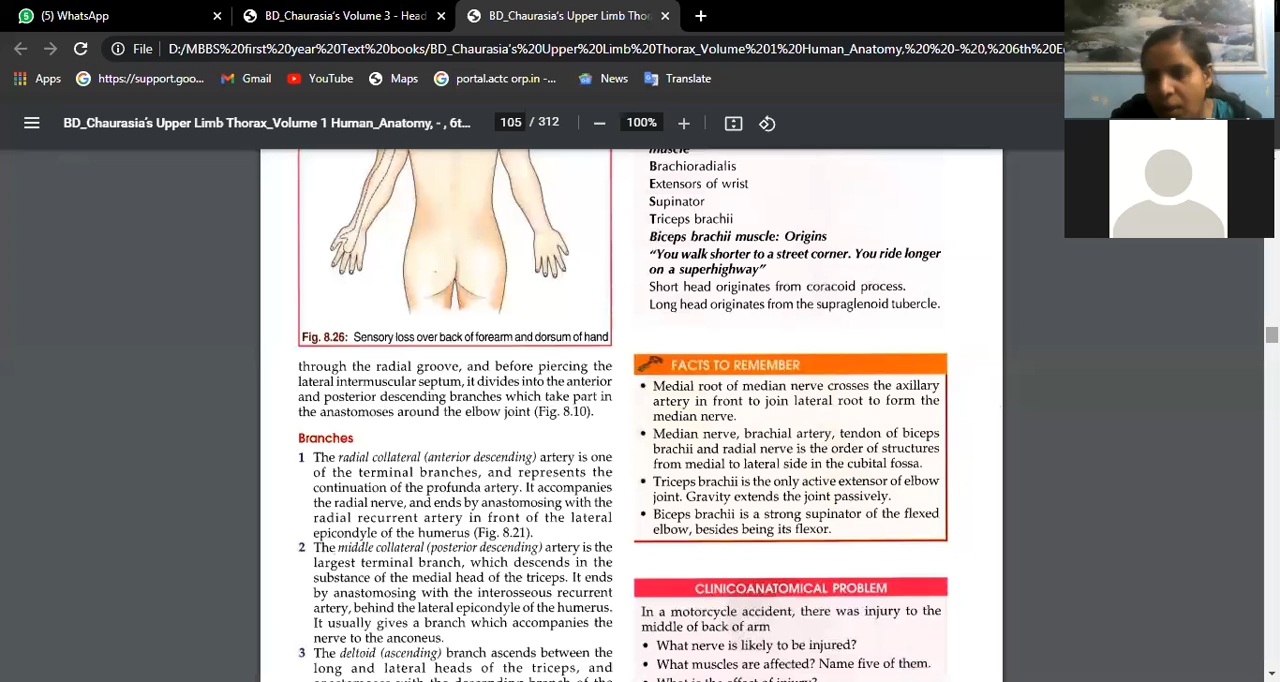 (5) WhatsApp
BD_Chaurasia's Volume 3 - Head
BD_Chaurasia's Upper Limb Tho
File
D:/MBBS%20first%20year%20Text%20books/BD_Chaurasia's%20Upper%20Limb%20Thorax_Volume%201%20Human_Anatomy,%20%20-%20,%206th%20E
Apps
https://support.goo...
Gmail
YouTube
Maps
portal.actc orp.in -...
News
Translate
BD_Chaurasia's Upper Limb Thorax_Volume 1 Human_Anatomy, - , 6t...
105 / 312
100%
Fig. 8.26: Sensory loss over back of forearm and dorsum of hand
through the radial groove, and before piercing the
lateral intermuscular septum, it divides into the anterior
and posterior descending branches which take part in
the anastomoses around the elbow joint (Fig. 8.10).
Branches
1 The radial collateral (anterior descending) artery is one
of the terminal branches, and represents the
continuation of the profunda artery. It accompanies
the radial nerve, and ends by anastomosing with the
radial recurrent artery in front of the lateral
epicondyle of the humerus (Fig. 8.21).
2 The middle collateral (posterior descending) artery is the
largest terminal branch, which descends in the
substance of the medial head of the triceps. It ends
by anastomosing with the interosseous recurrent
artery, behind the lateral epicondyle of the humerus.
It usually gives a branch which accompanies the
nerve to the anconeus.
3 The deltoid (ascending) branch ascends between the
long and lateral heads of the triceps, and
muscle
Brachioradialis
Extensors of wrist
Supinator
Triceps brachii
Biceps brachii muscle: Origins
"You walk shorter to a street corner. You ride longer
on a superhighway"
Short head originates from coracoid process.
Long head originates from the supraglenoid tubercle.
FACTS TO REMEMBER
• Medial root of median nerve crosses the axillary
artery in front to join lateral root to form the
median nerve.
• Median nerve, brachial artery, tendon of biceps
brachii and radial nerve is the order of structures
from medial to lateral side in the cubital fossa.
• Triceps brachii is the only active extensor of elbow
joint. Gravity extends the joint passively.
• Biceps brachii is a strong supinator of the flexed
elbow, besides being its flexor.
CLINICOANATOMICAL PROBLEM
In a motorcycle accident, there was injury to the
middle of back of arm
• What nerve is likely to be injured?
• What muscles are affected? Name five of them.
• What is the effect of injury?